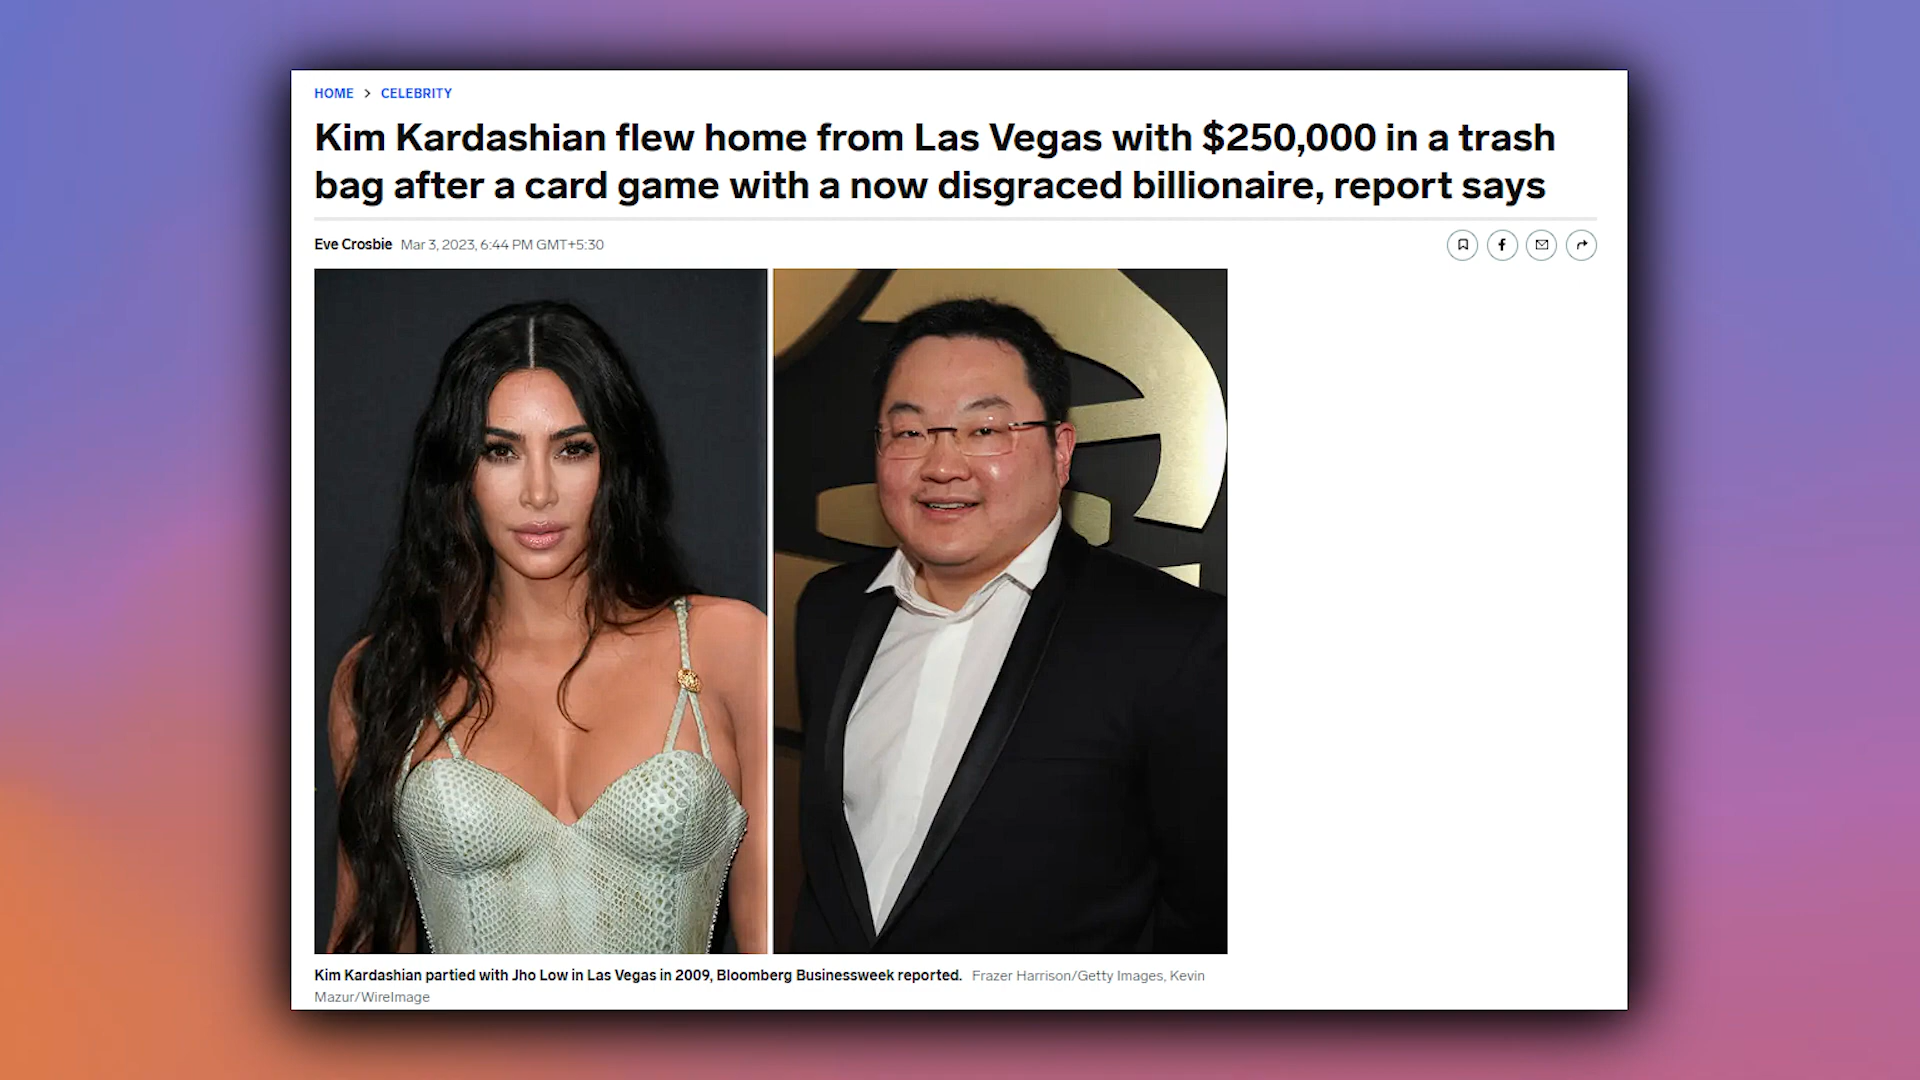 HOME > CELEBRITY
Kim Kardashian flew home from Las Vegas with $250,000 in a trash
bag after a card game with a now disgraced billionaire, report says
Eve Crosbie Mar 3, 2023, 6:44 PM GMT+5:30
Kim Kardashian partied with Jho Low in Las Vegas in 2009, Bloomberg Businessweek reported. Frazer Harrison/Getty Images, Kevin
Mazur/WireImage